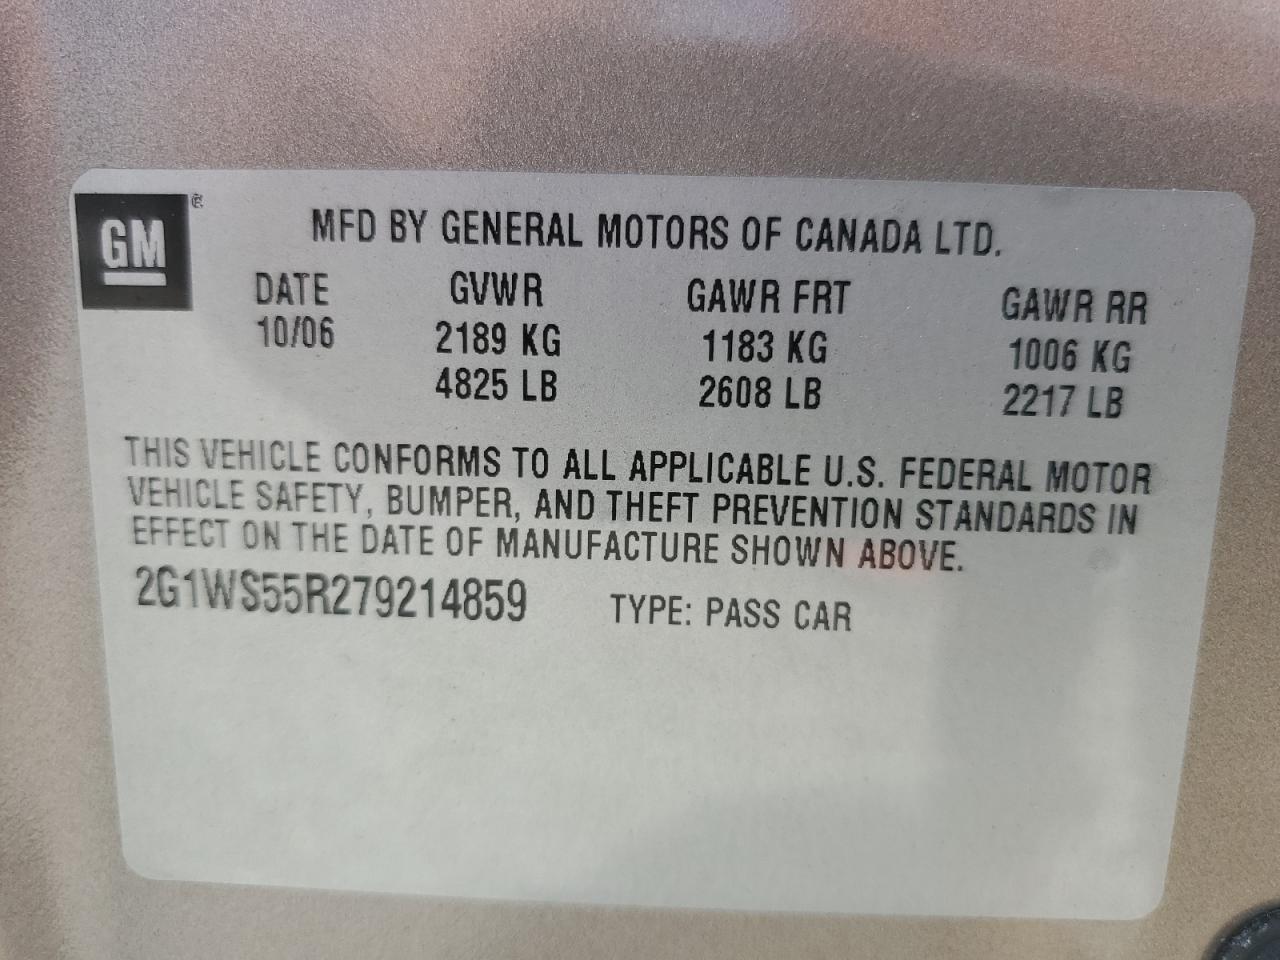 GM ®
MFD BY GENERAL MOTORS OF CANADA LTD.
DATE GVWR GAWR FRT GAWR RR
10/06 2189 KG 1183 KG 1006 KG
4825 LB 2608 LB 2217 LB
THIS VEHICLE CONFORMS TO ALL APPLICABLE U.S. FEDERAL MOTOR
VEHICLE SAFETY, BUMPER, AND THEFT PREVENTION STANDARDS IN
EFFECT ON THE DATE OF MANUFACTURE SHOWN ABOVE.
2G1WS55R279214859 TYPE: PASS CAR